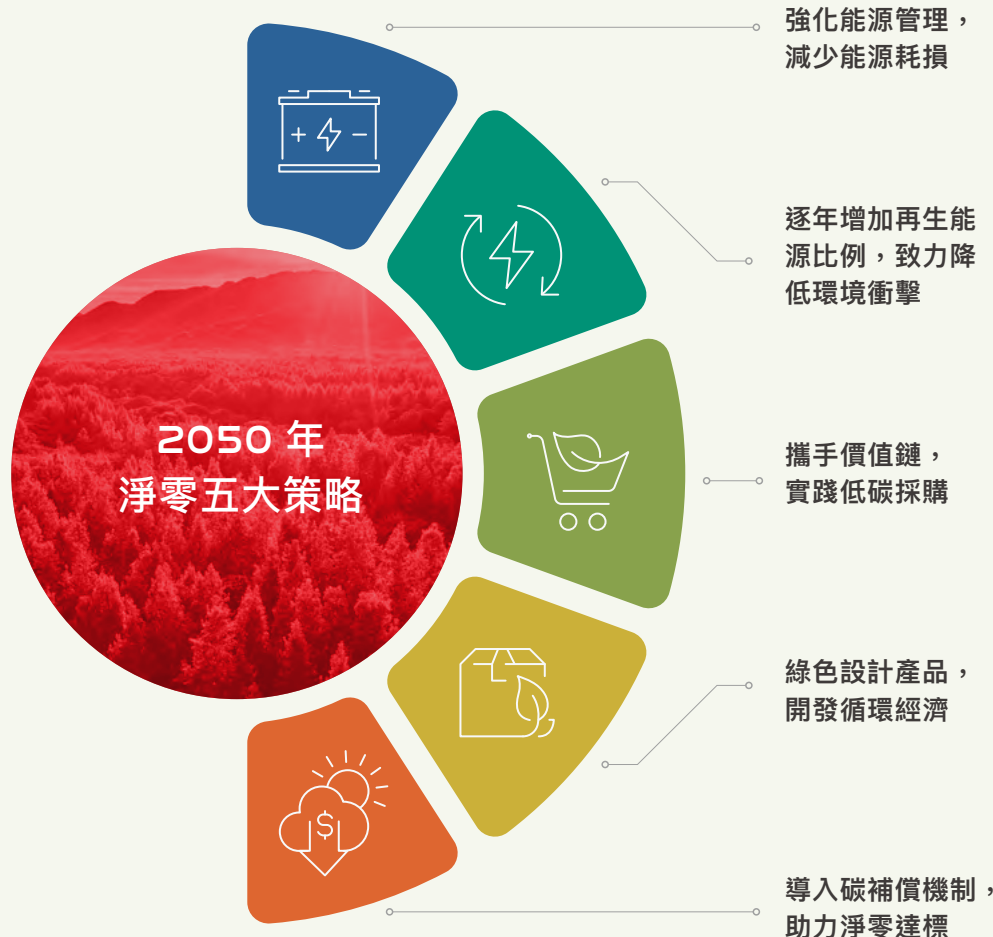 強化能源管理，
減少能源耗損
逐年增加再生能
源比例，致力降
低環境衝擊
2050 年
淨零五大策略
攜手價值鏈，
實踐低碳採購
綠色設計產品，
開發循環經濟
$
導入碳補償機制，
助力淨零達標